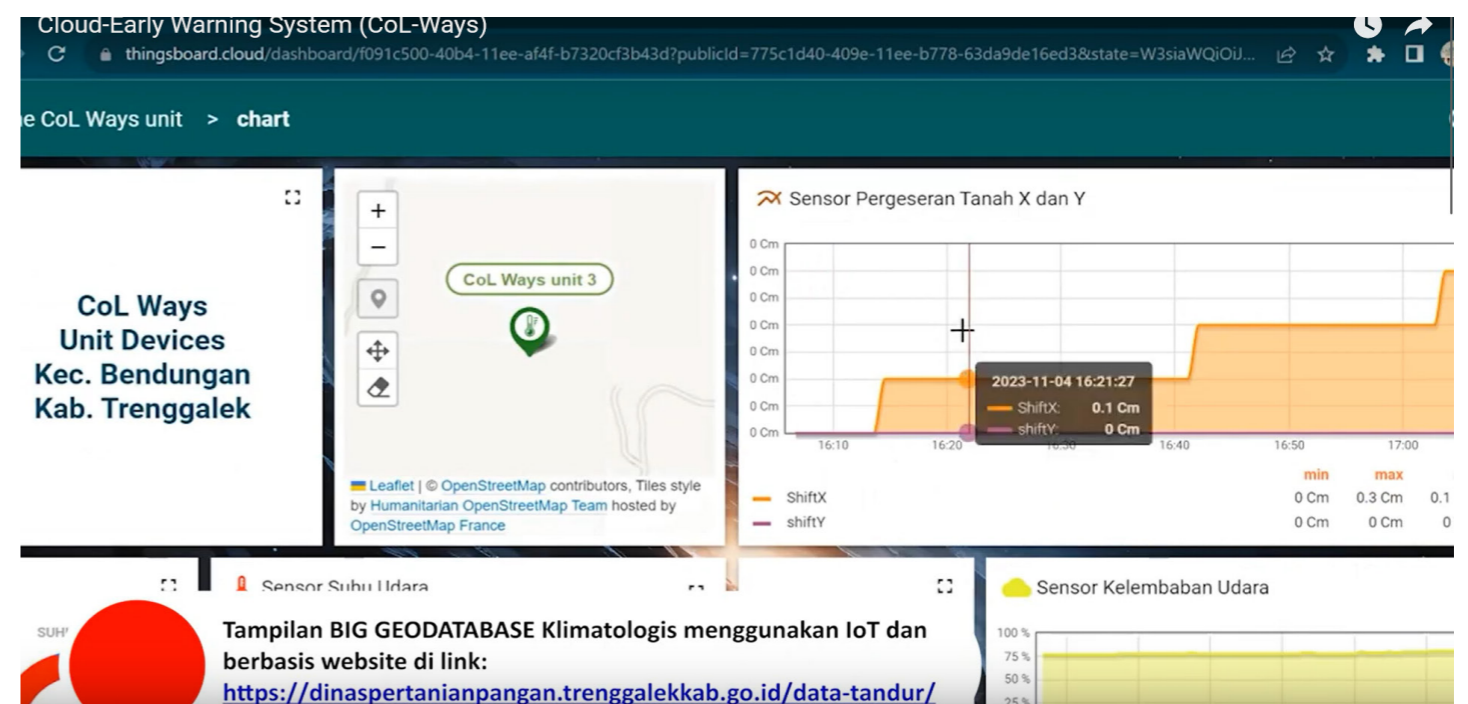 Cloud-Early Warning System (CoL-Ways)
thingsboard.cloud/dashboard/f091c500-40b4-11ee-af4f-b7320cf3b43d?publicId=775c1d40-409e-11ee-b778-63da9de16ed3&state=W3siaWQiOiJ...
e CoL Ways unit > chart
CoL Ways
Unit Devices
Kec. Bendungan
Kab. Trenggalek
+
−
CoL Ways unit 3
Leaflet | © OpenStreetMap contributors, Tiles style
by Humanitarian OpenStreetMap Team hosted by
OpenStreetMap France
Sensor Pergeseran Tanah X dan Y
0 Cm
0 Cm
0 Cm
0 Cm
0 Cm
0 Cm
0 Cm
0 Cm
2023-11-04 16:21:27
ShiftX: 0.1 Cm
shiftY: 0 Cm
16:10 16:20 16:30 16:40 16:50 17:00
min max
ShiftX 0 Cm 0.3 Cm 0.1
shiftY 0 Cm 0 Cm 0
Sensor Suhu Udara
SUH
Sensor Kelembaban Udara
100 %
75 %
50 %
25 %
Tampilan BIG GEODATABASE Klimatologis menggunakan IoT dan
berbasis website di link:
https://dinaspertanianpangan.trenggalekkab.go.id/data-tandur/